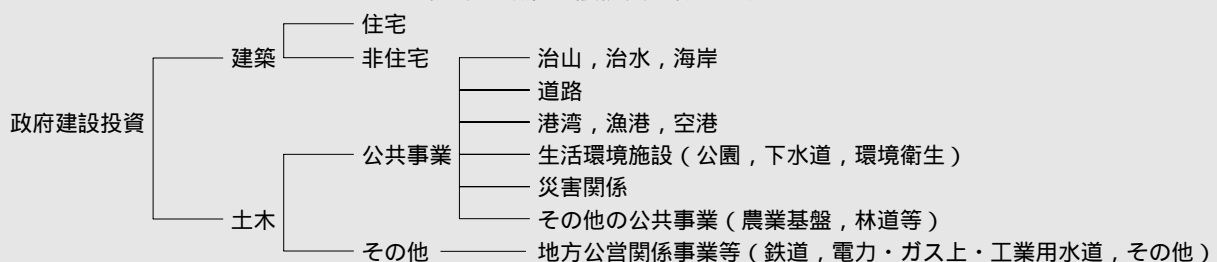 住宅
建築
非住宅
治山，治水，海岸
道路
政府建設投資
港湾，漁港，空港
公共事業
生活環境施設（公園，下水道，環境衛生）
災害関係
土木
その他の公共事業（農業基盤，林道等）
その他
地方公営関係事業等（鉄道，電力・ガス上・工業用水道，その他）